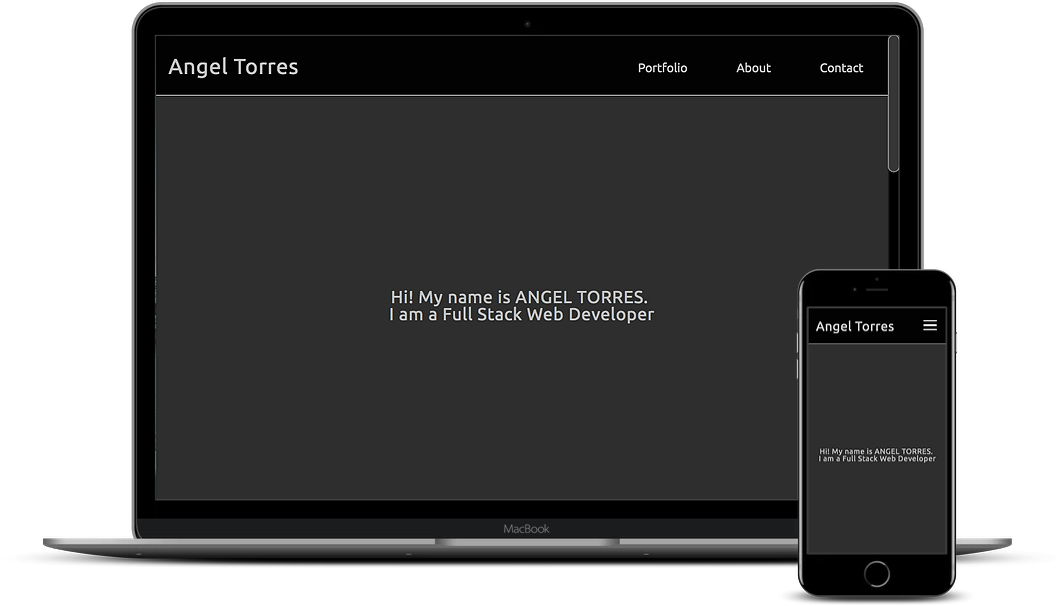 Angel Torres
Portfolio
About
Contact
Hi! My name is ANGEL TORRES.
I am a Full Stack Web Developer
MacBook
Angel Torres
Hi! My name is ANGEL TORRES.
I am a Full Stack Web Developer